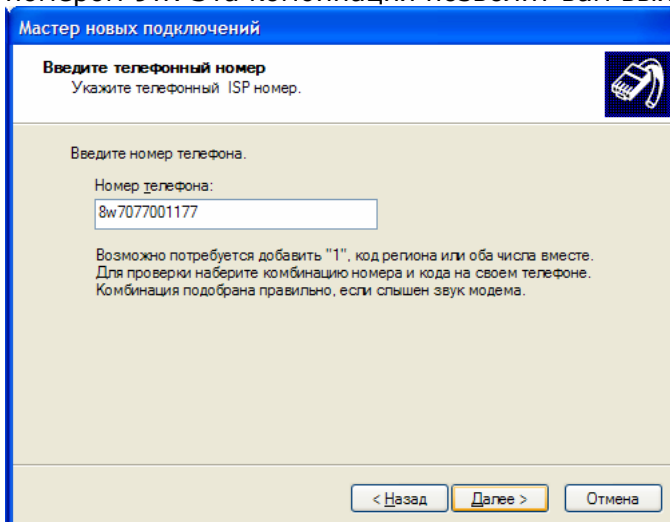 Мастер новых подключений
Введите телефонный номер
Укажите телефонный ISP номер.
Введите номер телефона.
Номер телефона:
8w7077001177
Возможно потребуется добавить "1", код региона или оба числа вместе.
Для проверки наберите комбинацию номера и кода на своем телефоне.
Комбинация подобрана правильно, если слышен звук модема.
< Назад Далее > Отмена